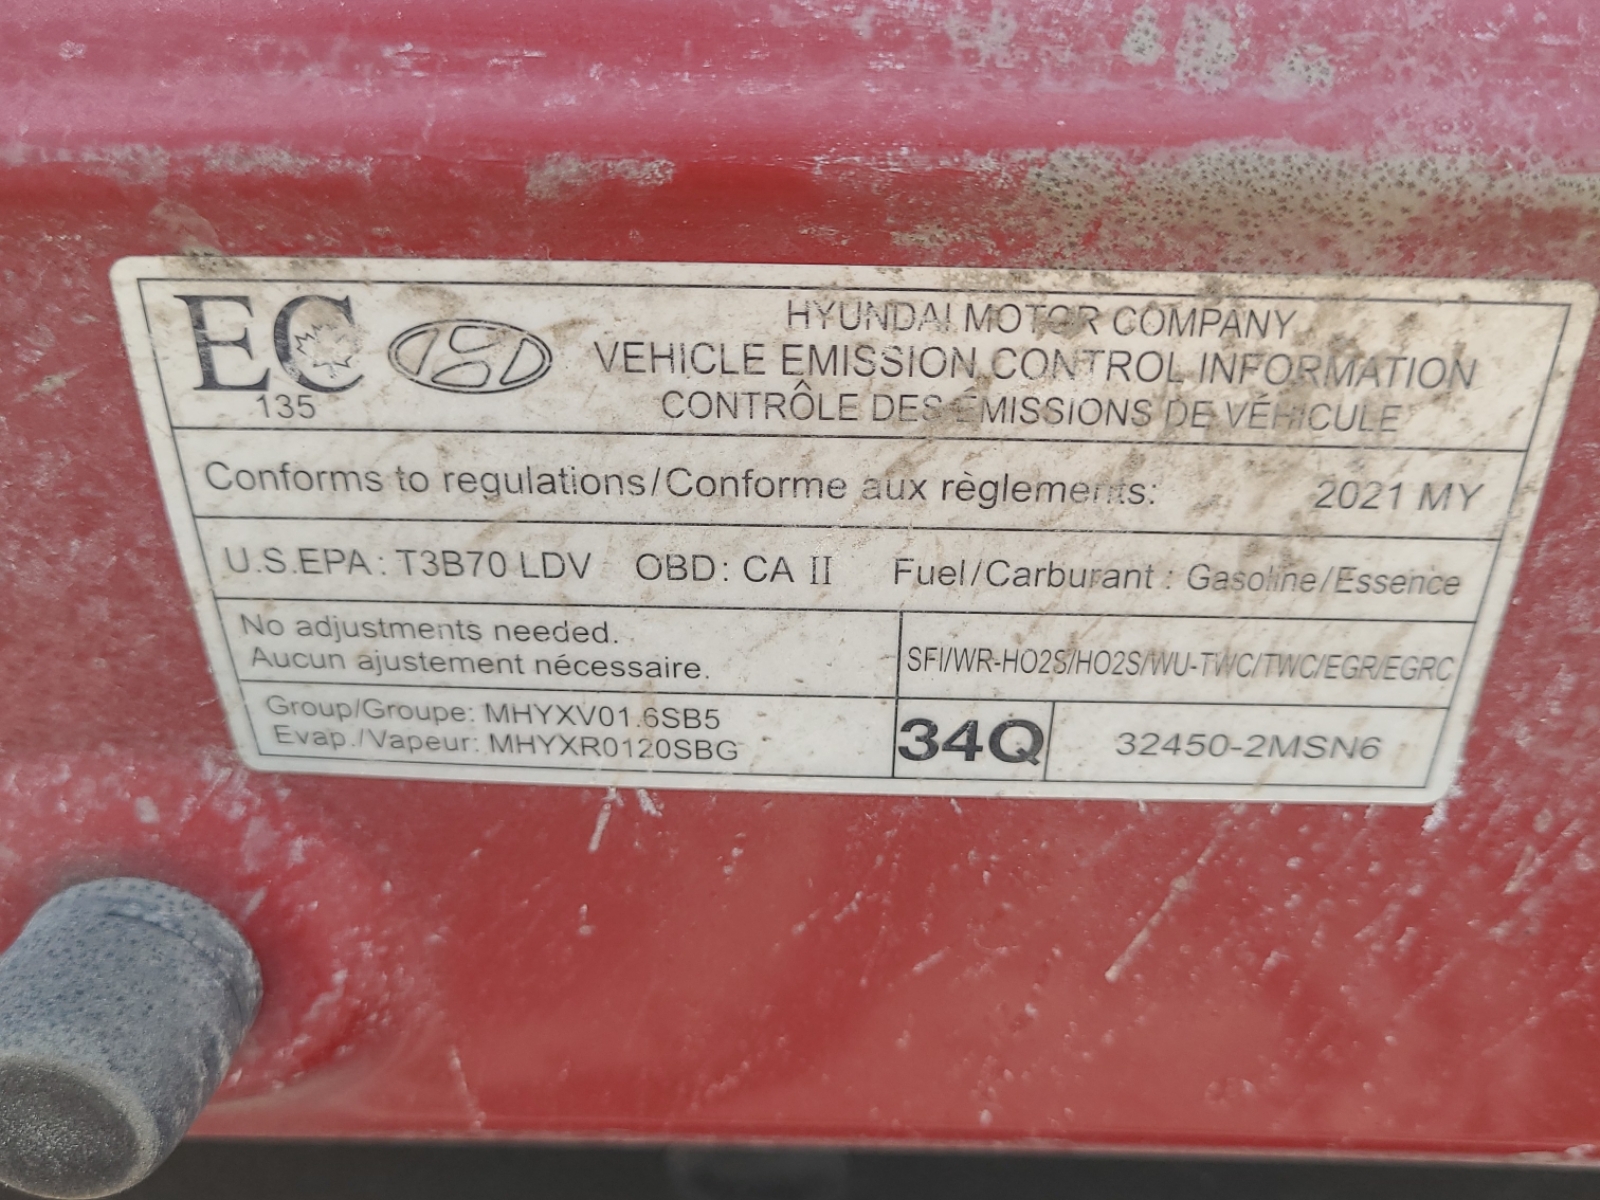 EC
135
HYUNDAI MOTOR COMPANY
VEHICLE EMISSION CONTROL INFORMATION
CONTRÔLE DES ÉMISSIONS DE VÉHICULE
Conforms to regulations/Conforme aux règlements: 2021 MY
U.S.EPA: T3B70 LDV OBD: CA II Fuel/Carburant : Gasoline/Essence
No adjustments needed.
Aucun ajustement nécessaire.
SFI/WR-HO2S/HO2S/WU-TWC/TWC/EGR/EGRC
Group/Groupe: MHYXV01.6SB5
Evap./Vapeur: MHYXR0120SBG
34Q
32450-2MSN6